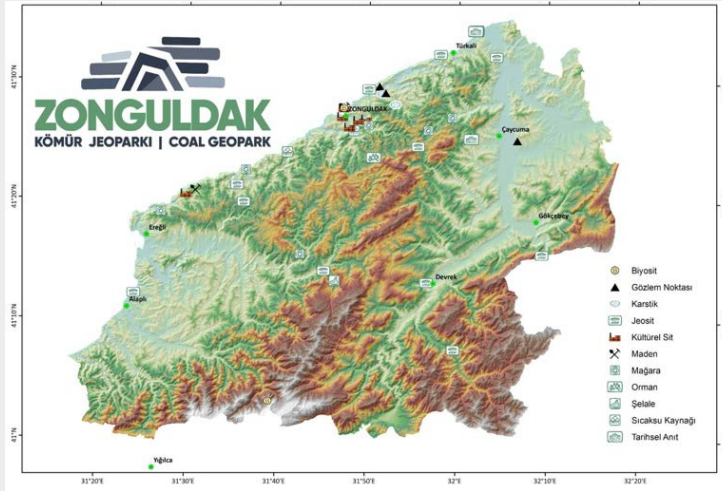 ZONGULDAK
KÖMÜR JEOPARKI | COAL GEOPARK
Türkali
ZONGULDAK
Çaycuma
Ereğli
Gökçebey
Devrek
Alaplı
Yığılca
Biyosit
Gözlem Noktası
Karstik
Jeosit
Kültürel Sit
Maden
Mağara
Orman
Şelale
Sıcaksu Kaynağı
Tarihsel Anıt
41°30'N
41°20'N
41°10'N
41°N
31°20'E
31°30'E
31°40'E
31°50'E
32°E
32°10'E
32°20'E